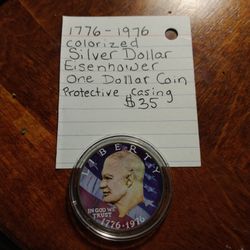 1776-1976
colorized
Silver Dollar
Eisenhower
One Dollar Coin
Protective casing
$35
LIBERTY
IN GOD WE
TRUST
1776·1976